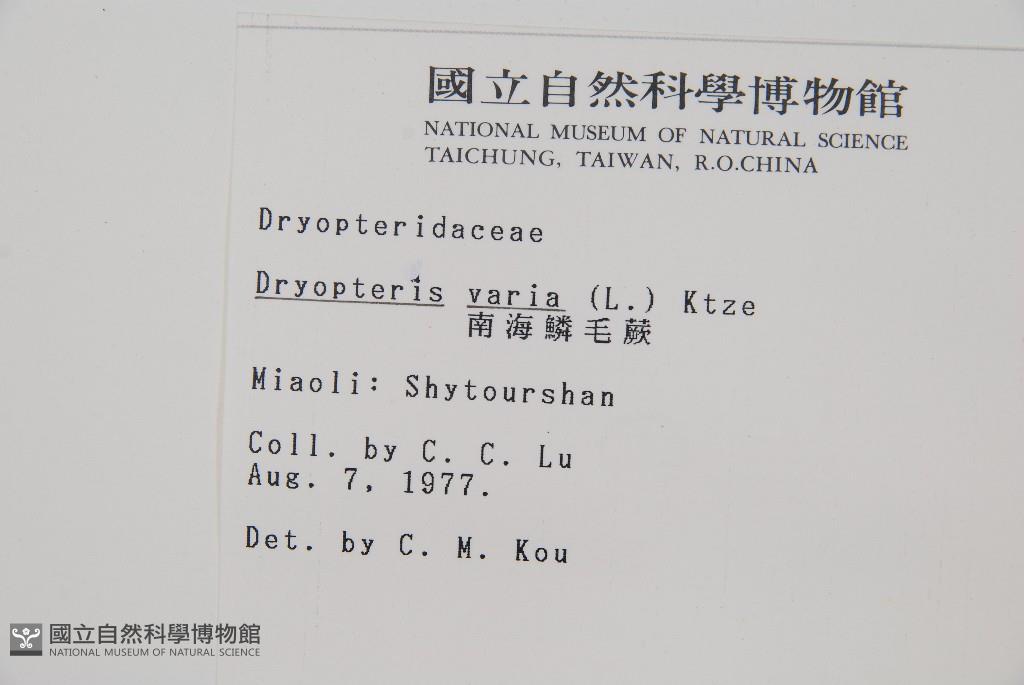 國立自然科學博物館
NATIONAL MUSEUM OF NATURAL SCIENCE
TAICHUNG, TAIWAN, R.O.CHINA
Dryopteridaceae
Dryopteris varia (L.) Ktze
南海鱗毛蕨
Miaoli: Shytourshan
Coll. by C. C. Lu
Aug. 7, 1977.
Det. by C. M. Kou
國立自然科學博物館
NATIONAL MUSEUM OF NATURAL SCIENCE